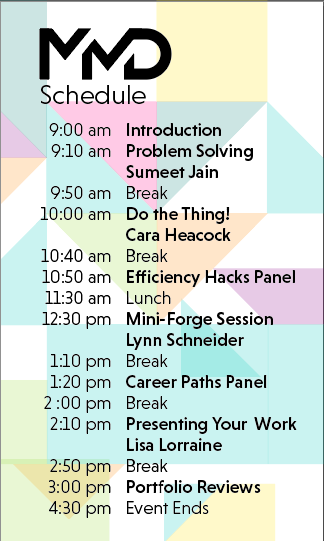 MMD
Schedule
9:00 am Introduction
9:10 am Problem Solving
Sumeet Jain
9:50 am Break
10:00 am Do the Thing!
Cara Heacock
10:40 am Break
10:50 am Efficiency Hacks Panel
11:30 am Lunch
12:30 pm Mini-Forge Session
Lynn Schneider
1:10 pm Break
1:20 pm Career Paths Panel
2:00 pm Break
2:10 pm Presenting Your Work
Lisa Lorraine
2:50 pm Break
3:00 pm Portfolio Reviews
4:30 pm Event Ends